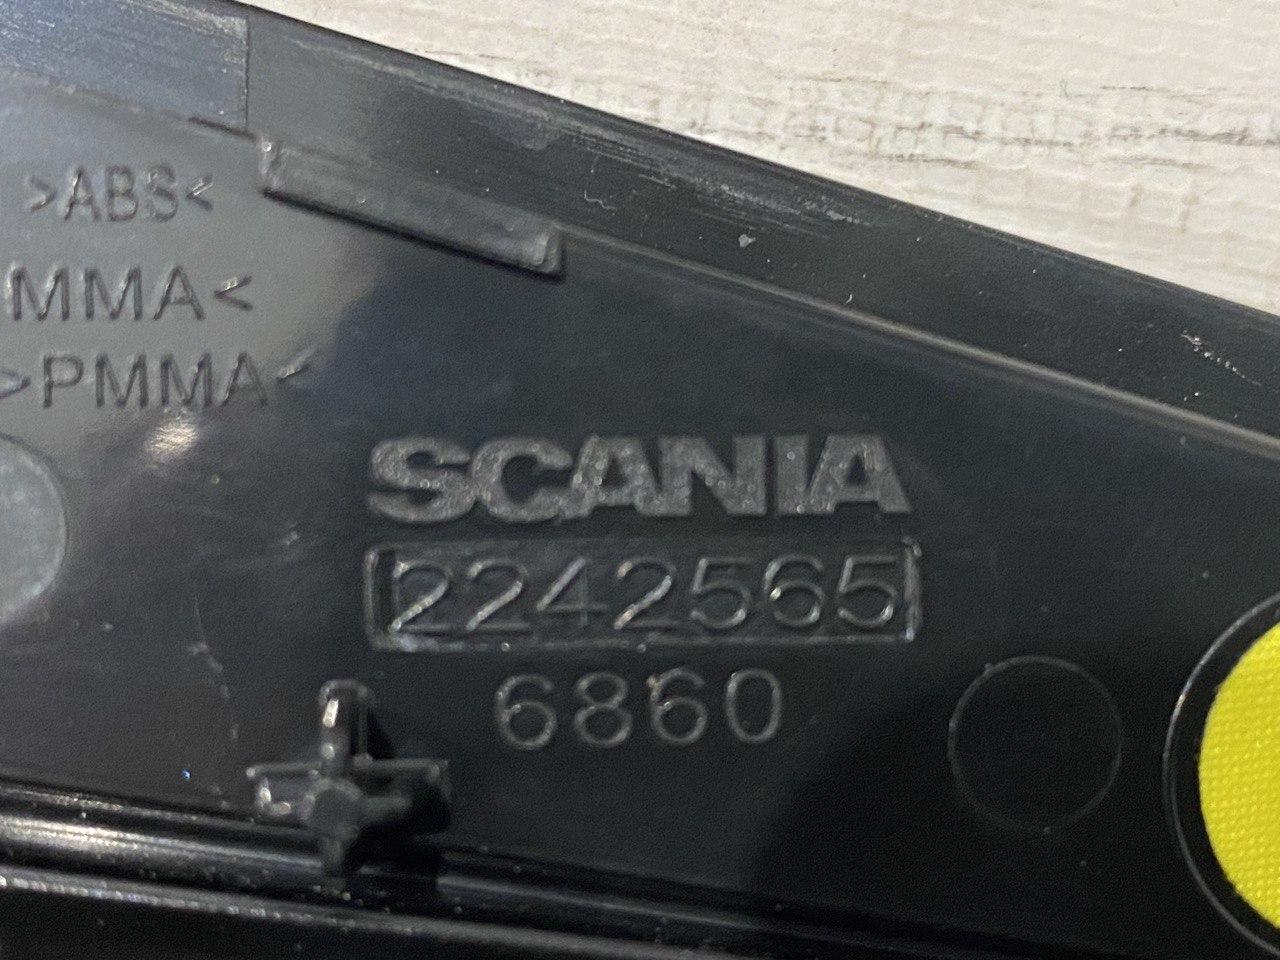 >ABS<
MMA<
>PMMA<
SCANIA
2242565
6860